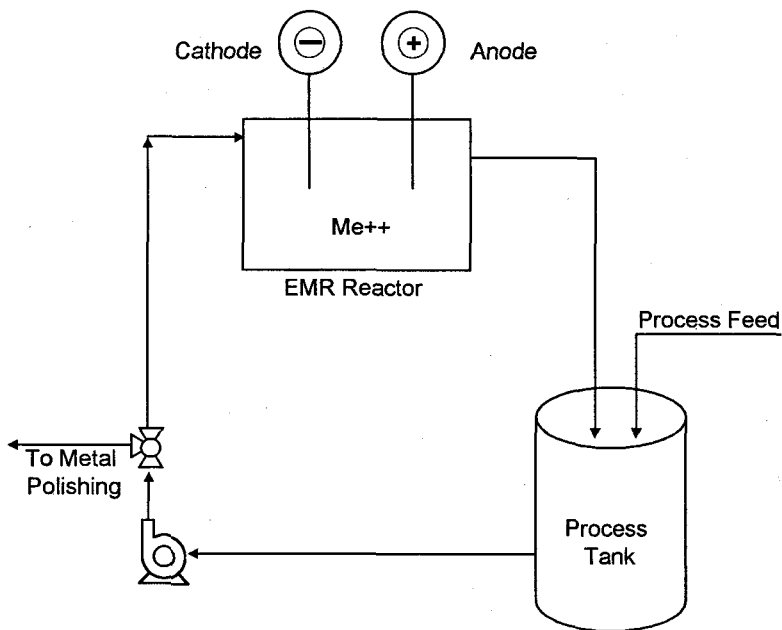 Cathode
−
+
Anode
Me++
EMR Reactor
Process Feed
To Metal
Polishing
Process
Tank